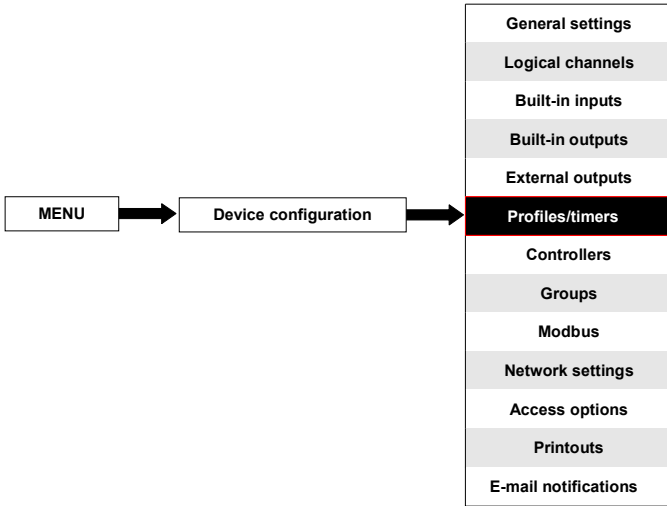 General settings
Logical channels
Built-in inputs
Built-in outputs
External outputs
MENU
Device configuration
Profiles/timers
Controllers
Groups
Modbus
Network settings
Access options
Printouts
E-mail notifications